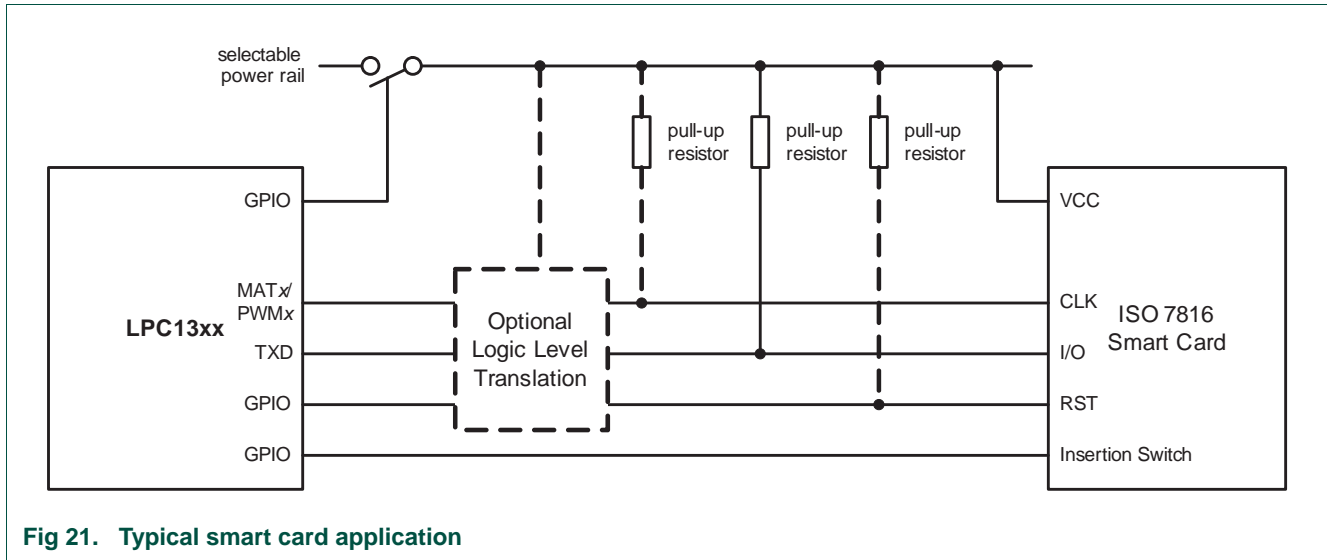 selectable
power rail
pull-up
resistor
pull-up
resistor
pull-up
resistor
LPC13xx
GPIO
MATx/
PWMx
TXD
GPIO
GPIO
Optional
Logic Level
Translation
VCC
CLK
I/O
RST
Insertion Switch
ISO 7816
Smart Card
Fig 21. Typical smart card application